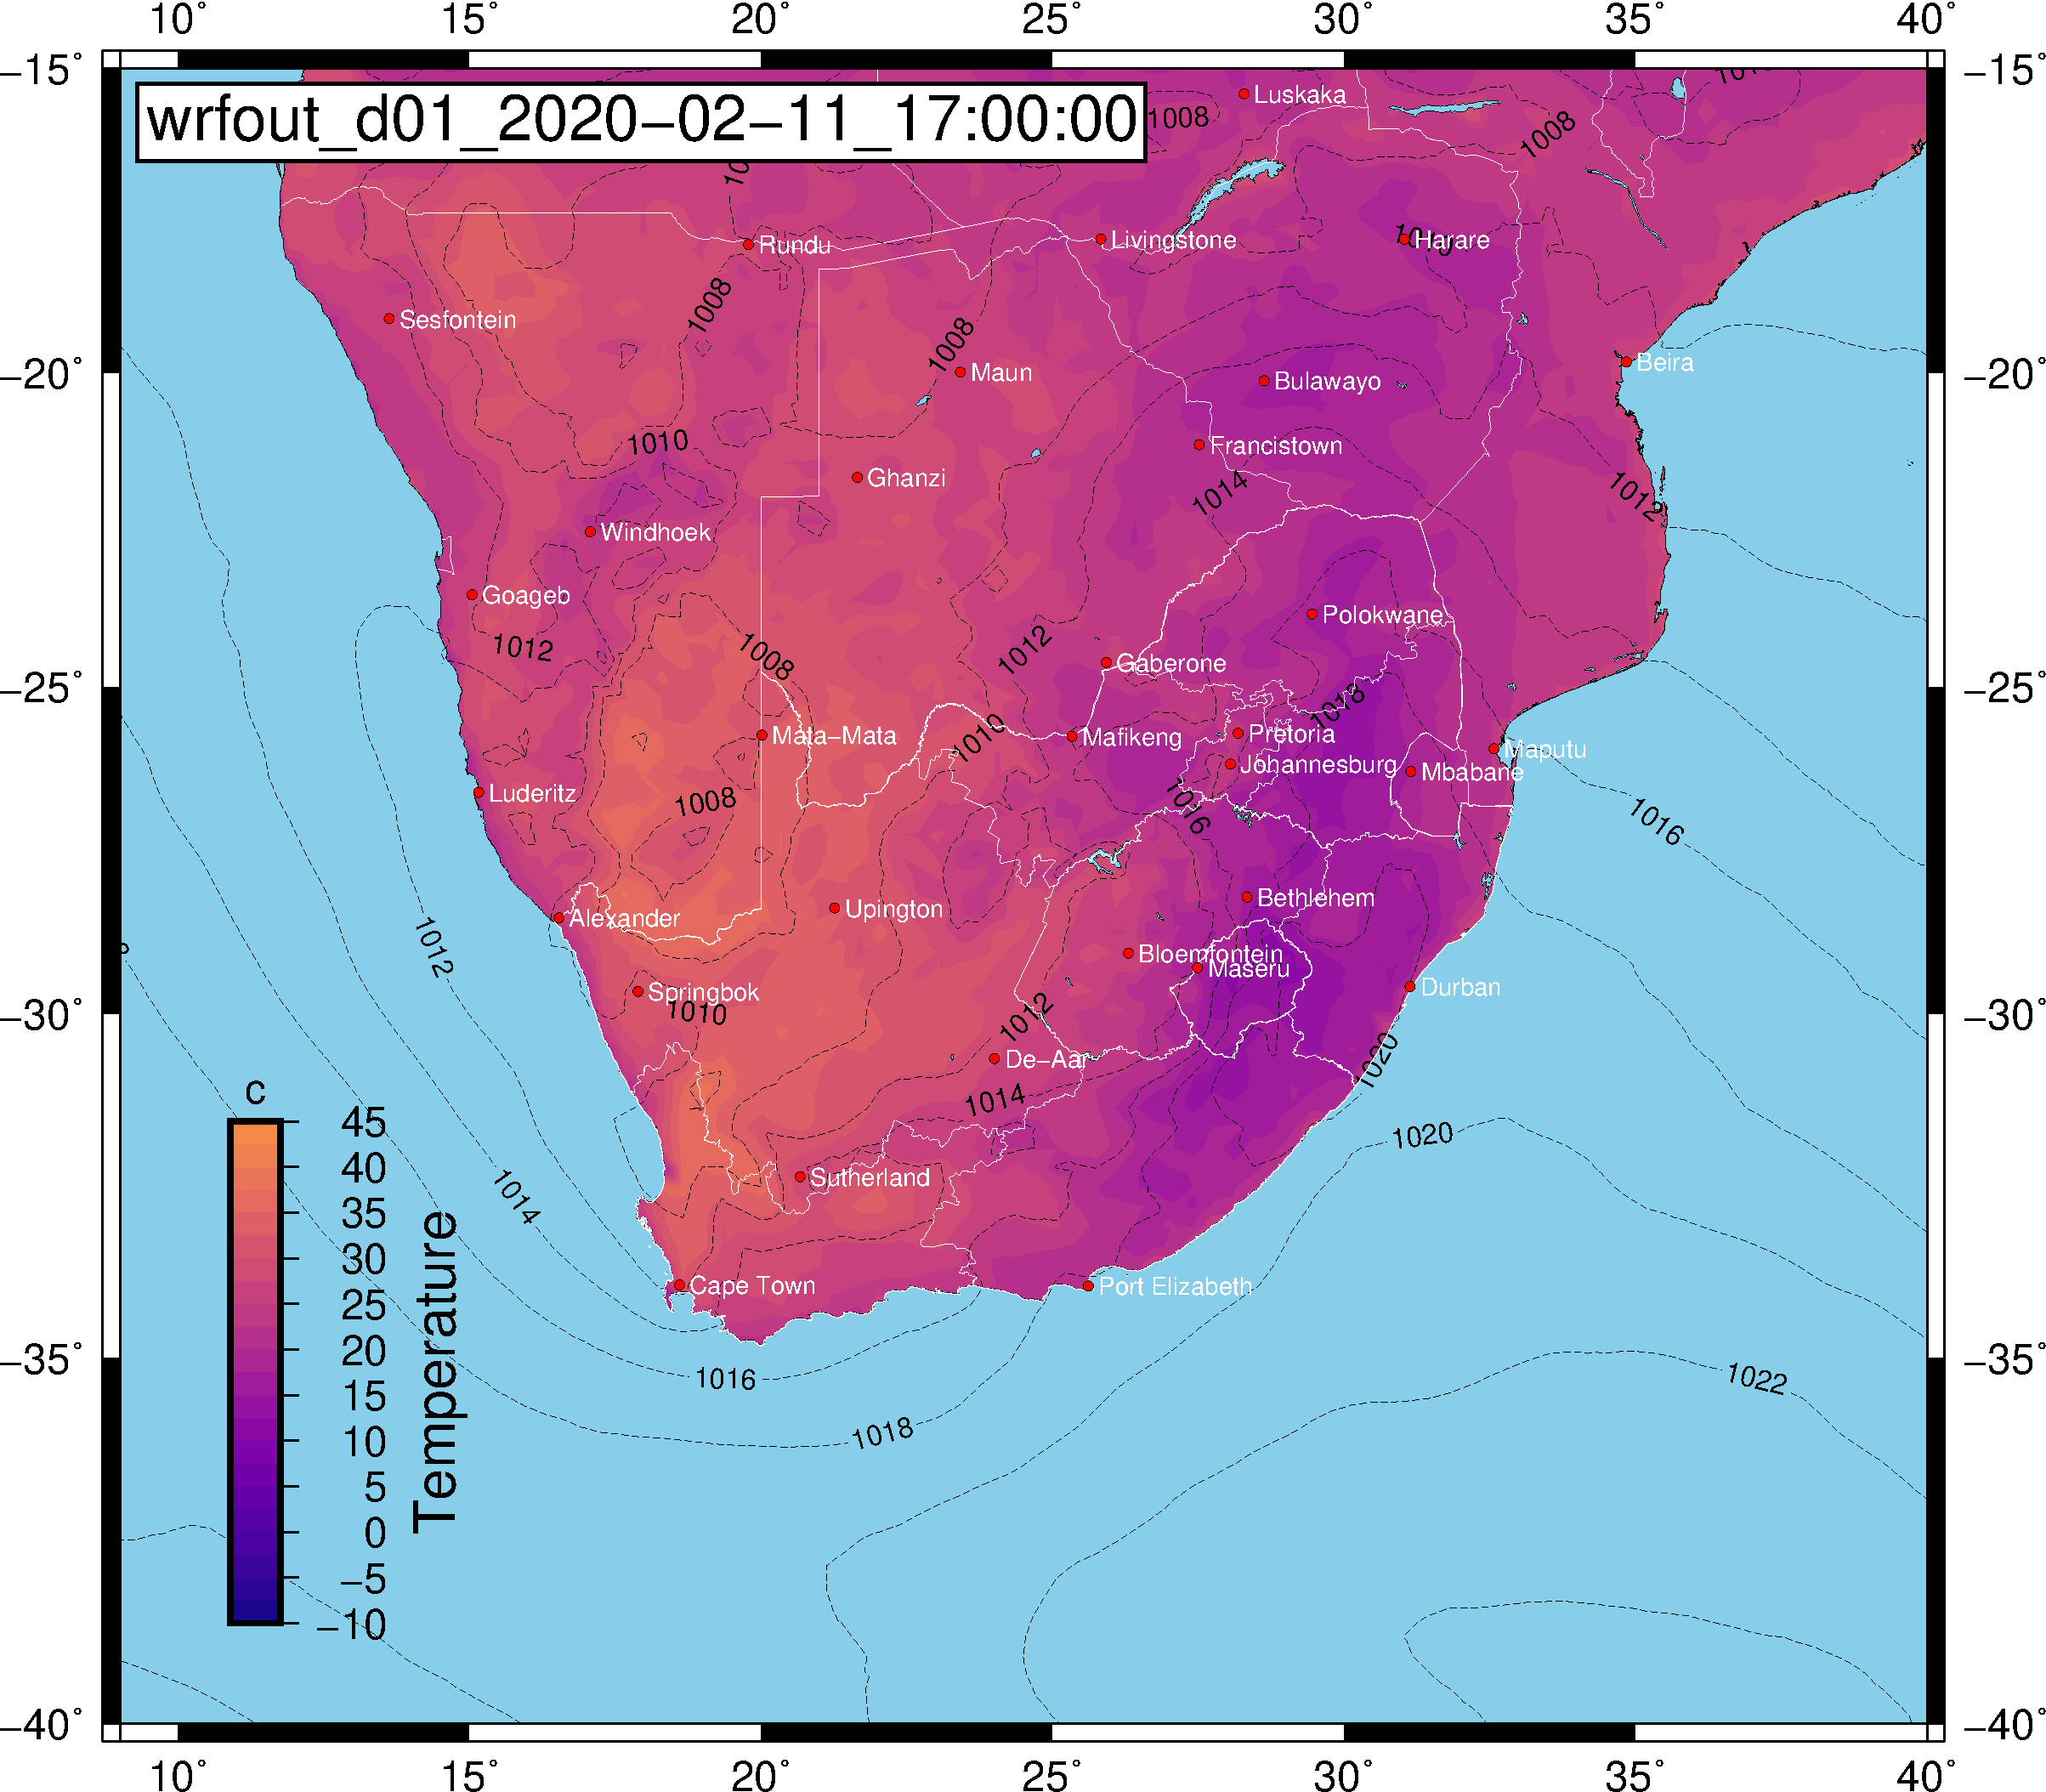 10° 15° 20° 25° 30° 35° 40°
−15° −15°
wrfout_d01_2020−02−11_17:00:00
Luskaka
1008
1008
Rundu
Livingstone
Harare
1010
1008
Sesfontein
1008
Maun
Beira
−20° −20°
Bulawayo
1010
Francistown
Ghanzi
1014
1012
Windhoek
Goageb
Polokwane
1012
1012
1008
Gaberone
−25° −25°
1018
Mata−Mata
1010
Mafikeng
Pretoria
Maputu
Johannesburg
Mbabane
Luderitz
1008
1016
1016
Bethlehem
Alexander
Upington
1012
Bloemfontein
Maseru
Springbok
Durban
1010
1012
−30° −30°
De−Aar
1020
1014
1020
Sutherland
1014
Cape Town
Port Elizabeth
−35° −35°
1016
1022
1018
c
45
40
35
30
25
20
15
10
5
0
−5
−10
Temperature
−40° −40°
10° 15° 20° 25° 30° 35° 40°